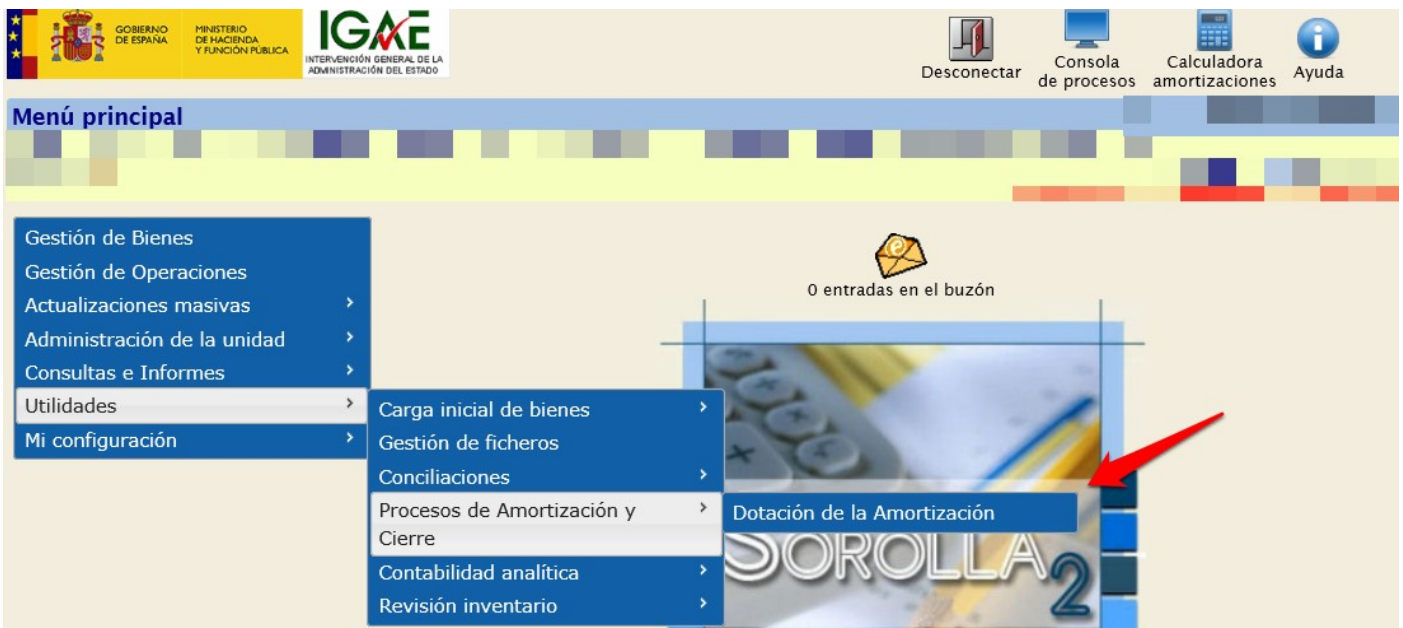 GOBIERNO
DE ESPAÑA
MINISTERIO
DE HACIENDA
Y FUNCIÓN PÚBLICA
IGAE
INTERVENCIÓN GENERAL DE LA
ADMINISTRACIÓN DEL ESTADO
Desconectar
Consola
de procesos
Calculadora
amortizaciones
Ayuda
Menú principal
Gestión de Bienes
Gestión de Operaciones
Actualizaciones masivas
Administración de la unidad
Consultas e Informes
Utilidades
Mi configuración
0 entradas en el buzón
Carga inicial de bienes
Gestión de ficheros
Conciliaciones
Procesos de Amortización y
Cierre
Contabilidad analítica
Revisión inventario
Dotación de la Amortización
SOROLLA2